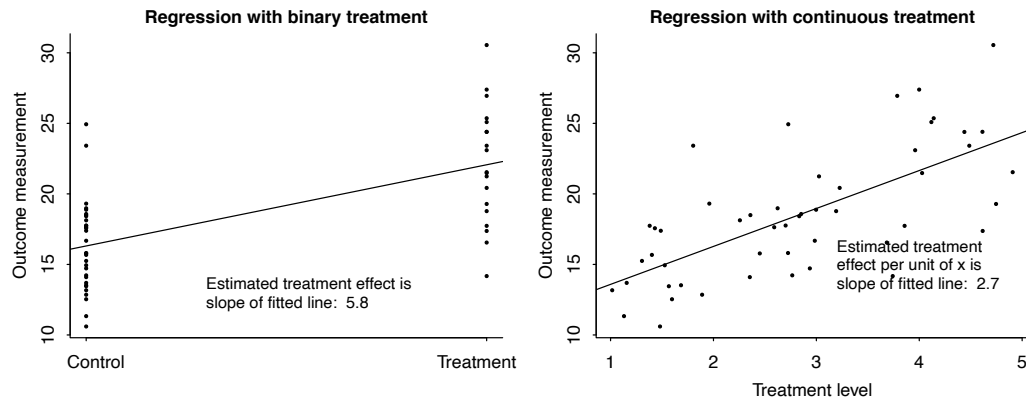 Regression with binary treatment
Outcome measurement
30
25
20
15
10
Estimated treatment effect is
slope of fitted line: 5.8
Control
Treatment
Regression with continuous treatment
Outcome measurement
30
25
20
15
10
Estimated treatment
effect per unit of x is
slope of fitted line: 2.7
1 2 3 4 5
Treatment level